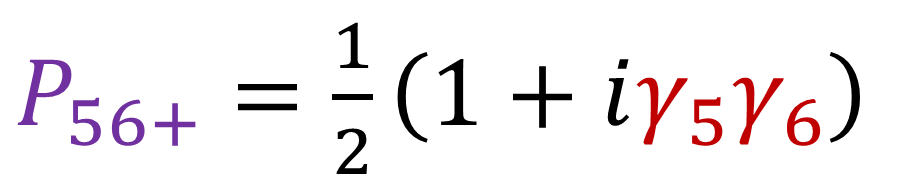 P₅₆₊ = ½(1 + iγ₅γ₆)